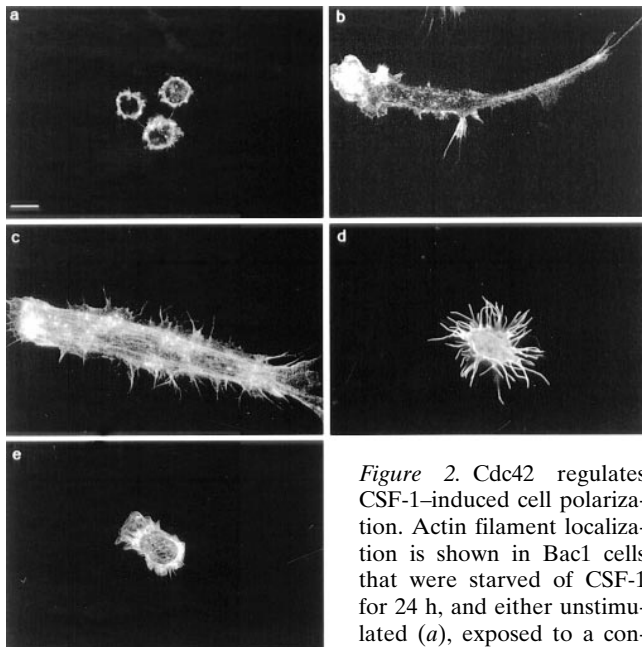 a
b
c
d
e
Figure 2. Cdc42 regulates
CSF-1–induced cell polariza-
tion. Actin filament localiza-
tion is shown in Bac1 cells
that were starved of CSF-1
for 24 h, and either unstimu-
lated (a), exposed to a con-